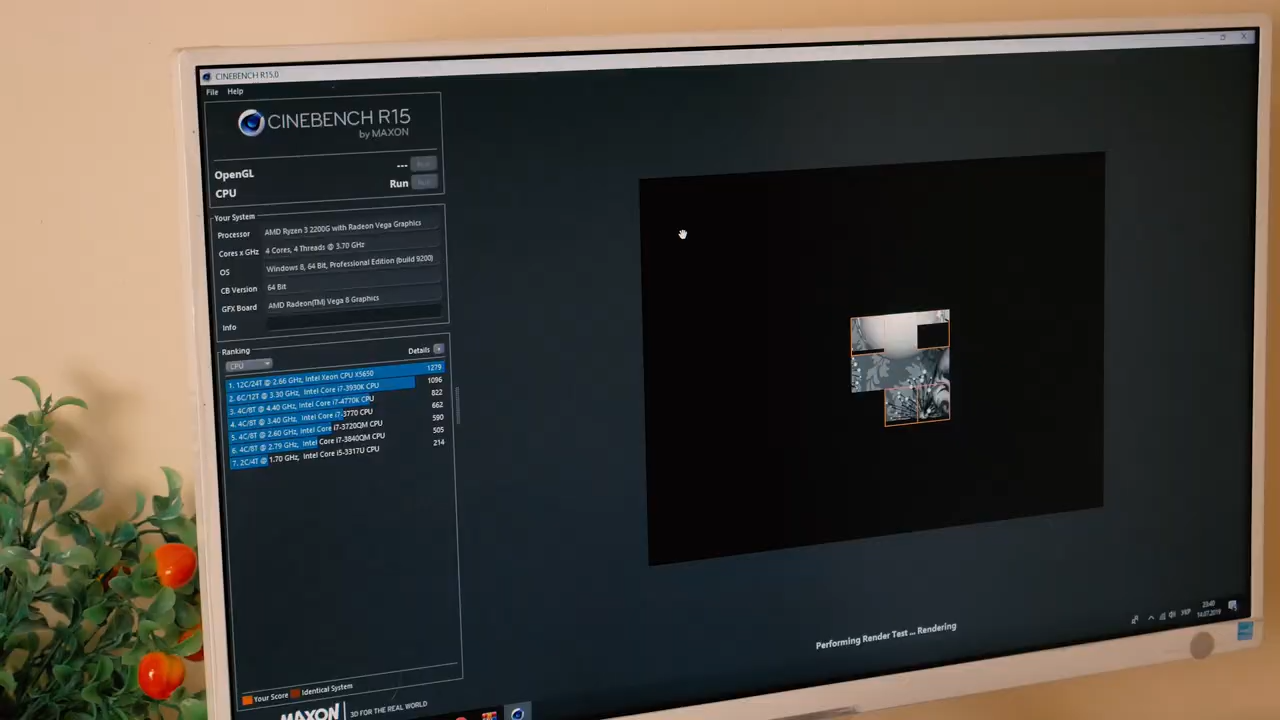 CINEBENCH R15.0
File Help
CINEBENCH R15
by MAXON
OpenGL ---
CPU Run
Your System
Processor AMD Ryzen 3 2200G with Radeon Vega Graphics
Cores x GHz 4 Cores, 4 Threads @ 3.70 GHz
OS Windows 8, 64 Bit, Professional Edition (build 9200)
CB Version 64 Bit
GFX Board AMD Radeon(TM) Vega 8 Graphics
Info
Ranking Details
CPU
1. 12C/24T @ 2.66 GHz, Intel Xeon CPU X5650 1279
2. 6C/12T @ 3.30 GHz, Intel Core i7-3930K CPU 1096
3. 4C/8T @ 4.40 GHz, Intel Core i7-4770K CPU 822
4. 4C/8T @ 3.40 GHz, Intel Core i7-3770 CPU 662
5. 4C/8T @ 2.60 GHz, Intel Core i7-3720QM CPU 590
6. 4C/8T @ 2.79 GHz, Intel Core i7-3840QM CPU 505
7. 2C/4T @ 1.70 GHz, Intel Core i5-3317U CPU 214
Performing Render Test ... Rendering
23:40
14.07.2019
Your Score Identical System
MAXON 3D FOR THE REAL WORLD